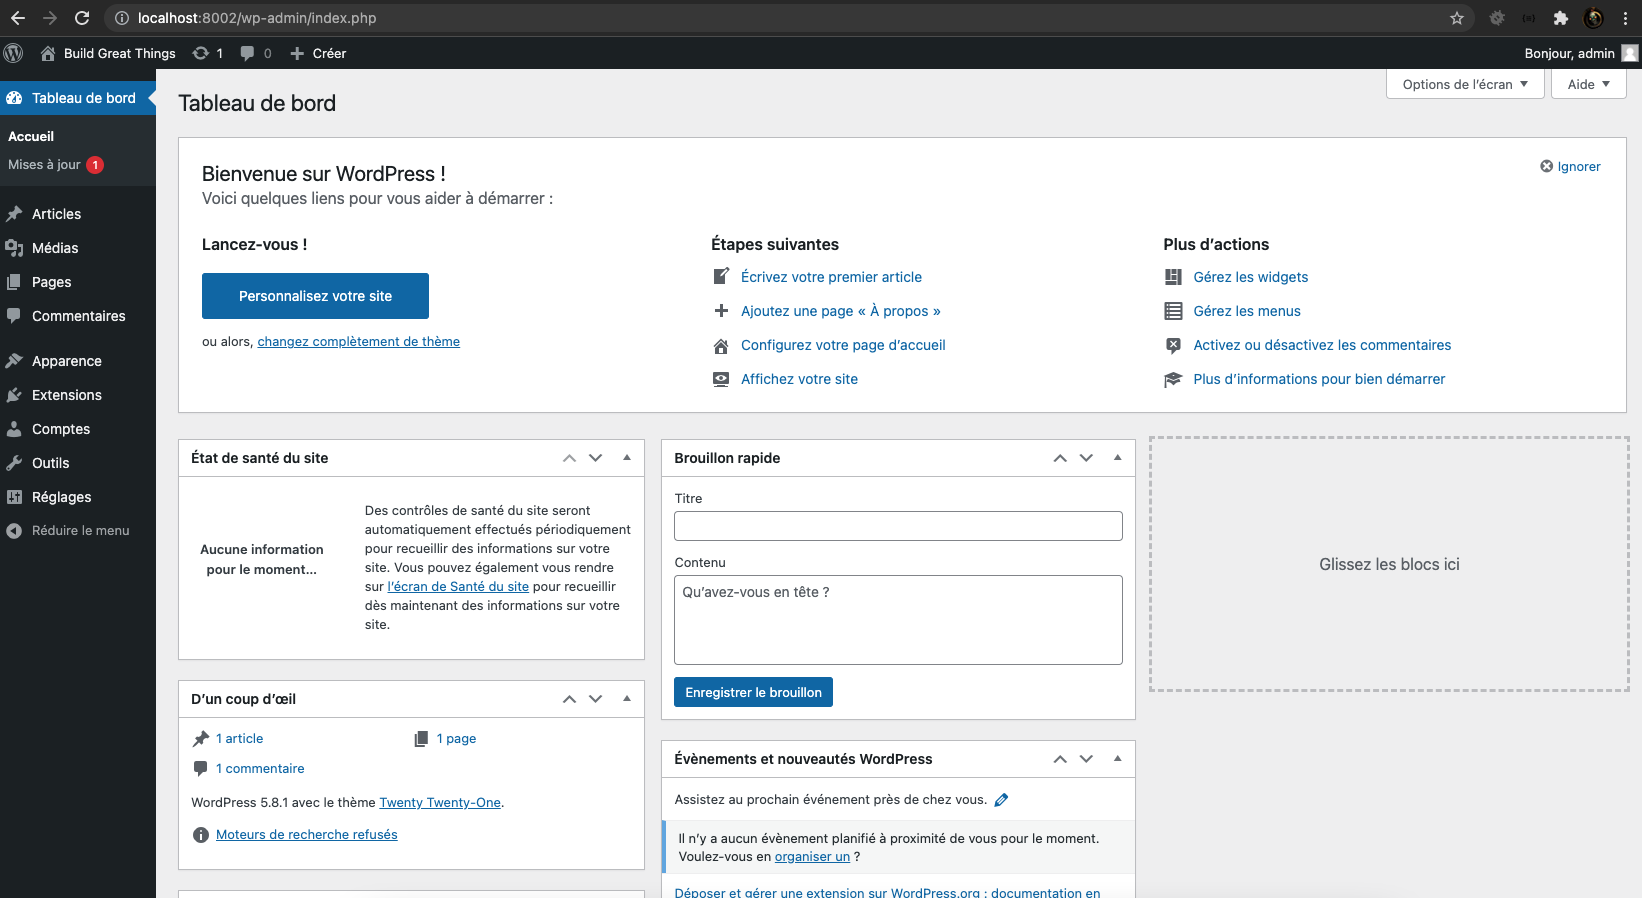 localhost:8002/wp-admin/index.php
Build Great Things 1 0 Créer Bonjour, admin
Tableau de bord
Accueil
Mises à jour 1
Articles
Médias
Pages
Commentaires
Apparence
Extensions
Comptes
Outils
Réglages
Réduire le menu
Options de l’écran
Aide
Tableau de bord
Bienvenue sur WordPress !
Ignorer
Voici quelques liens pour vous aider à démarrer :
Lancez-vous !
Personnalisez votre site
ou alors, changez complètement de thème
Étapes suivantes
Écrivez votre premier article
Ajoutez une page « À propos »
Configurez votre page d’accueil
Affichez votre site
Plus d’actions
Gérez les widgets
Gérez les menus
Activez ou désactivez les commentaires
Plus d’informations pour bien démarrer
État de santé du site
Aucune information
pour le moment...
Des contrôles de santé du site seront
automatiquement effectués périodiquement
pour recueillir des informations sur votre
site. Vous pouvez également vous rendre
sur l’écran de Santé du site pour recueillir
dès maintenant des informations sur votre
site.
D’un coup d’œil
1 article
1 page
1 commentaire
WordPress 5.8.1 avec le thème Twenty Twenty-One.
Moteurs de recherche refusés
Brouillon rapide
Titre
Contenu
Qu’avez-vous en tête ?
Enregistrer le brouillon
Évènements et nouveautés WordPress
Assistez au prochain événement près de chez vous.
Il n’y a aucun évènement planifié à proximité de vous pour le moment.
Voulez-vous en organiser un ?
Déposer et gérer une extension sur WordPress.org : documentation en
Glissez les blocs ici